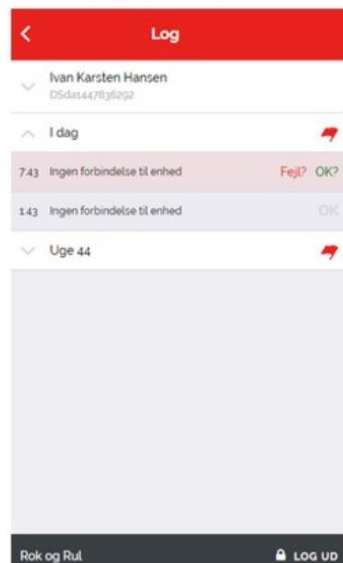 Log
Ivan Karsten Hansen
DSda1447836292
I dag
7.43 Ingen forbindelse til enhed Fejl? OK?
1.43 Ingen forbindelse til enhed OK
Uge 44
Rok og Rul LOG UD